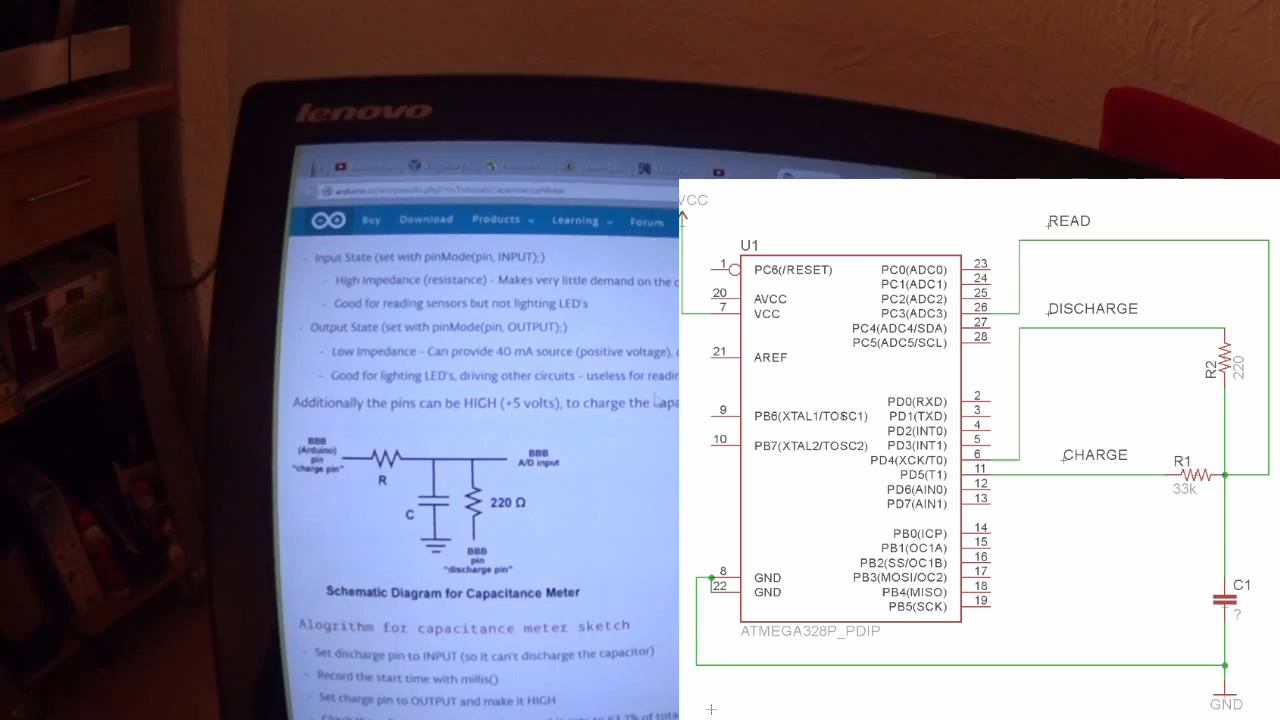 lenovo
Buy Download Products Learning Forum
- Input State (set with pinMode(pin, INPUT);)
- High Impedance (resistance) - Makes very little demand on the
- Good for reading sensors but not lighting LED's
- Output State (set with pinMode(pin, OUTPUT);)
- Low Impedance - Can provide 40 mA source (positive voltage),
- Good for lighting LED's, driving other circuits - useless for
Additionally the pins can be HIGH (+5 volts), to charge the
BBB
(Arduino)
pin
"charge pin"
R
BBB
A/D input
C
220 Ω
BBB
pin
"discharge pin"
Schematic Diagram for Capacitance Meter
Alogrithm for capacitance meter sketch
- Set discharge pin to INPUT (so it can't discharge the capacitor)
- Record the start time with millis()
- Set charge pin to OUTPUT and make it HIGH
VCC
READ
U1
1 PC6(/RESET) PC0(ADC0) 23
PC1(ADC1) 24
20 AVCC PC2(ADC2) 25
7 VCC PC3(ADC3) 26
DISCHARGE
PC4(ADC4/SDA) 27
PC5(ADC5/SCL) 28
21 AREF
R2
220
PD0(RXD) 2
9 PB6(XTAL1/TOSC1) PD1(TXD) 3
PD2(INT0) 4
10 PB7(XTAL2/TOSC2) PD3(INT1) 5
PD4(XCK/T0) 6
CHARGE
PD5(T1) 11
R1
33k
PD6(AIN0) 12
PD7(AIN1) 13
PB0(ICP) 14
PB1(OC1A) 15
PB2(SS/OC1B) 16
8 GND PB3(MOSI/OC2) 17
22 GND PB4(MISO) 18
PB5(SCK) 19
C1
?
ATMEGA328P_PDIP
GND